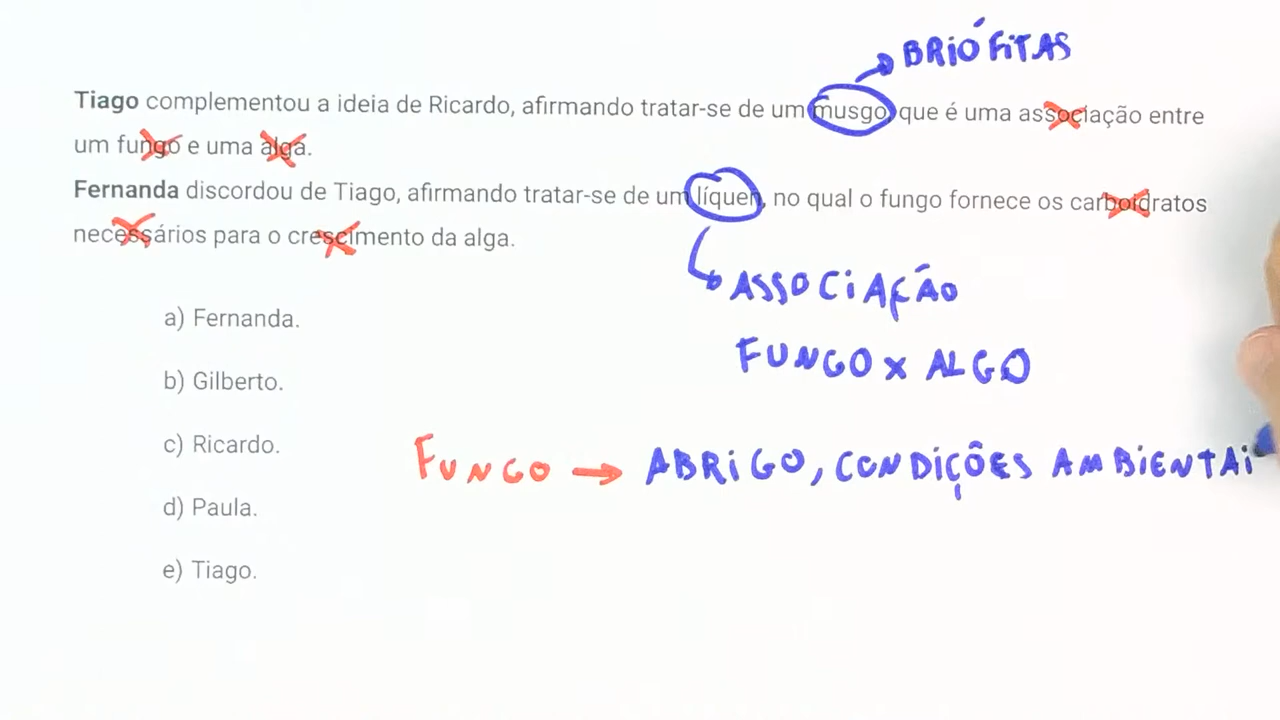 BRIÓFITAS
Tiago complementou a ideia de Ricardo, afirmando tratar-se de um musgo, que é uma associação entre
um fungo e uma alga.
Fernanda discordou de Tiago, afirmando tratar-se de um líquen, no qual o fungo fornece os carboidratos
necessários para o crescimento da alga.
ASSOCIAÇÃO
FUNGO X ALGO
a) Fernanda.
b) Gilberto.
c) Ricardo.
FUNGO → ABRIGO, CONDIÇÕES AMBIENTAI
d) Paula.
e) Tiago.